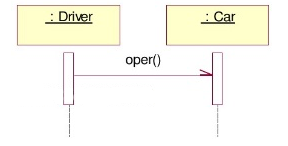 : Driver
: Car
oper()